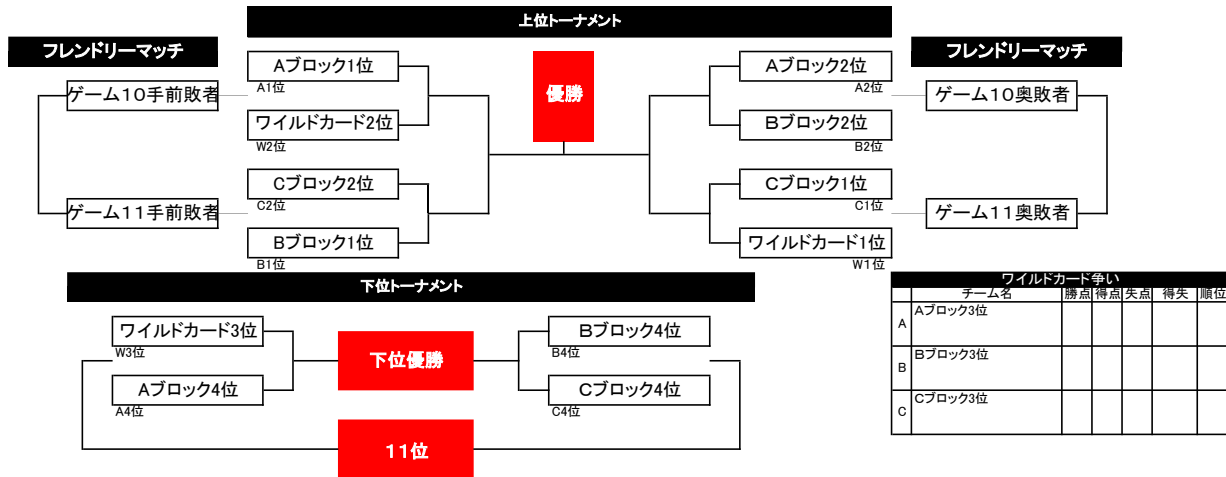 上位トーナメント
フレンドリーマッチ
フレンドリーマッチ
Aブロック1位
A1位
ワイルドカード2位
W2位
Cブロック2位
C2位
Bブロック1位
B1位
優勝
Aブロック2位
A2位
Bブロック2位
B2位
Cブロック1位
C1位
ワイルドカード1位
W1位
ゲーム10手前敗者
ゲーム11手前敗者
ゲーム10奥敗者
ゲーム11奥敗者
下位トーナメント
ワイルドカード3位
W3位
Aブロック4位
A4位
下位優勝
11位
Bブロック4位
B4位
Cブロック4位
C4位
ワイルドカード争い
チーム名 勝点 得点 失点 得失 順位
A Aブロック3位
B Bブロック3位
C Cブロック3位